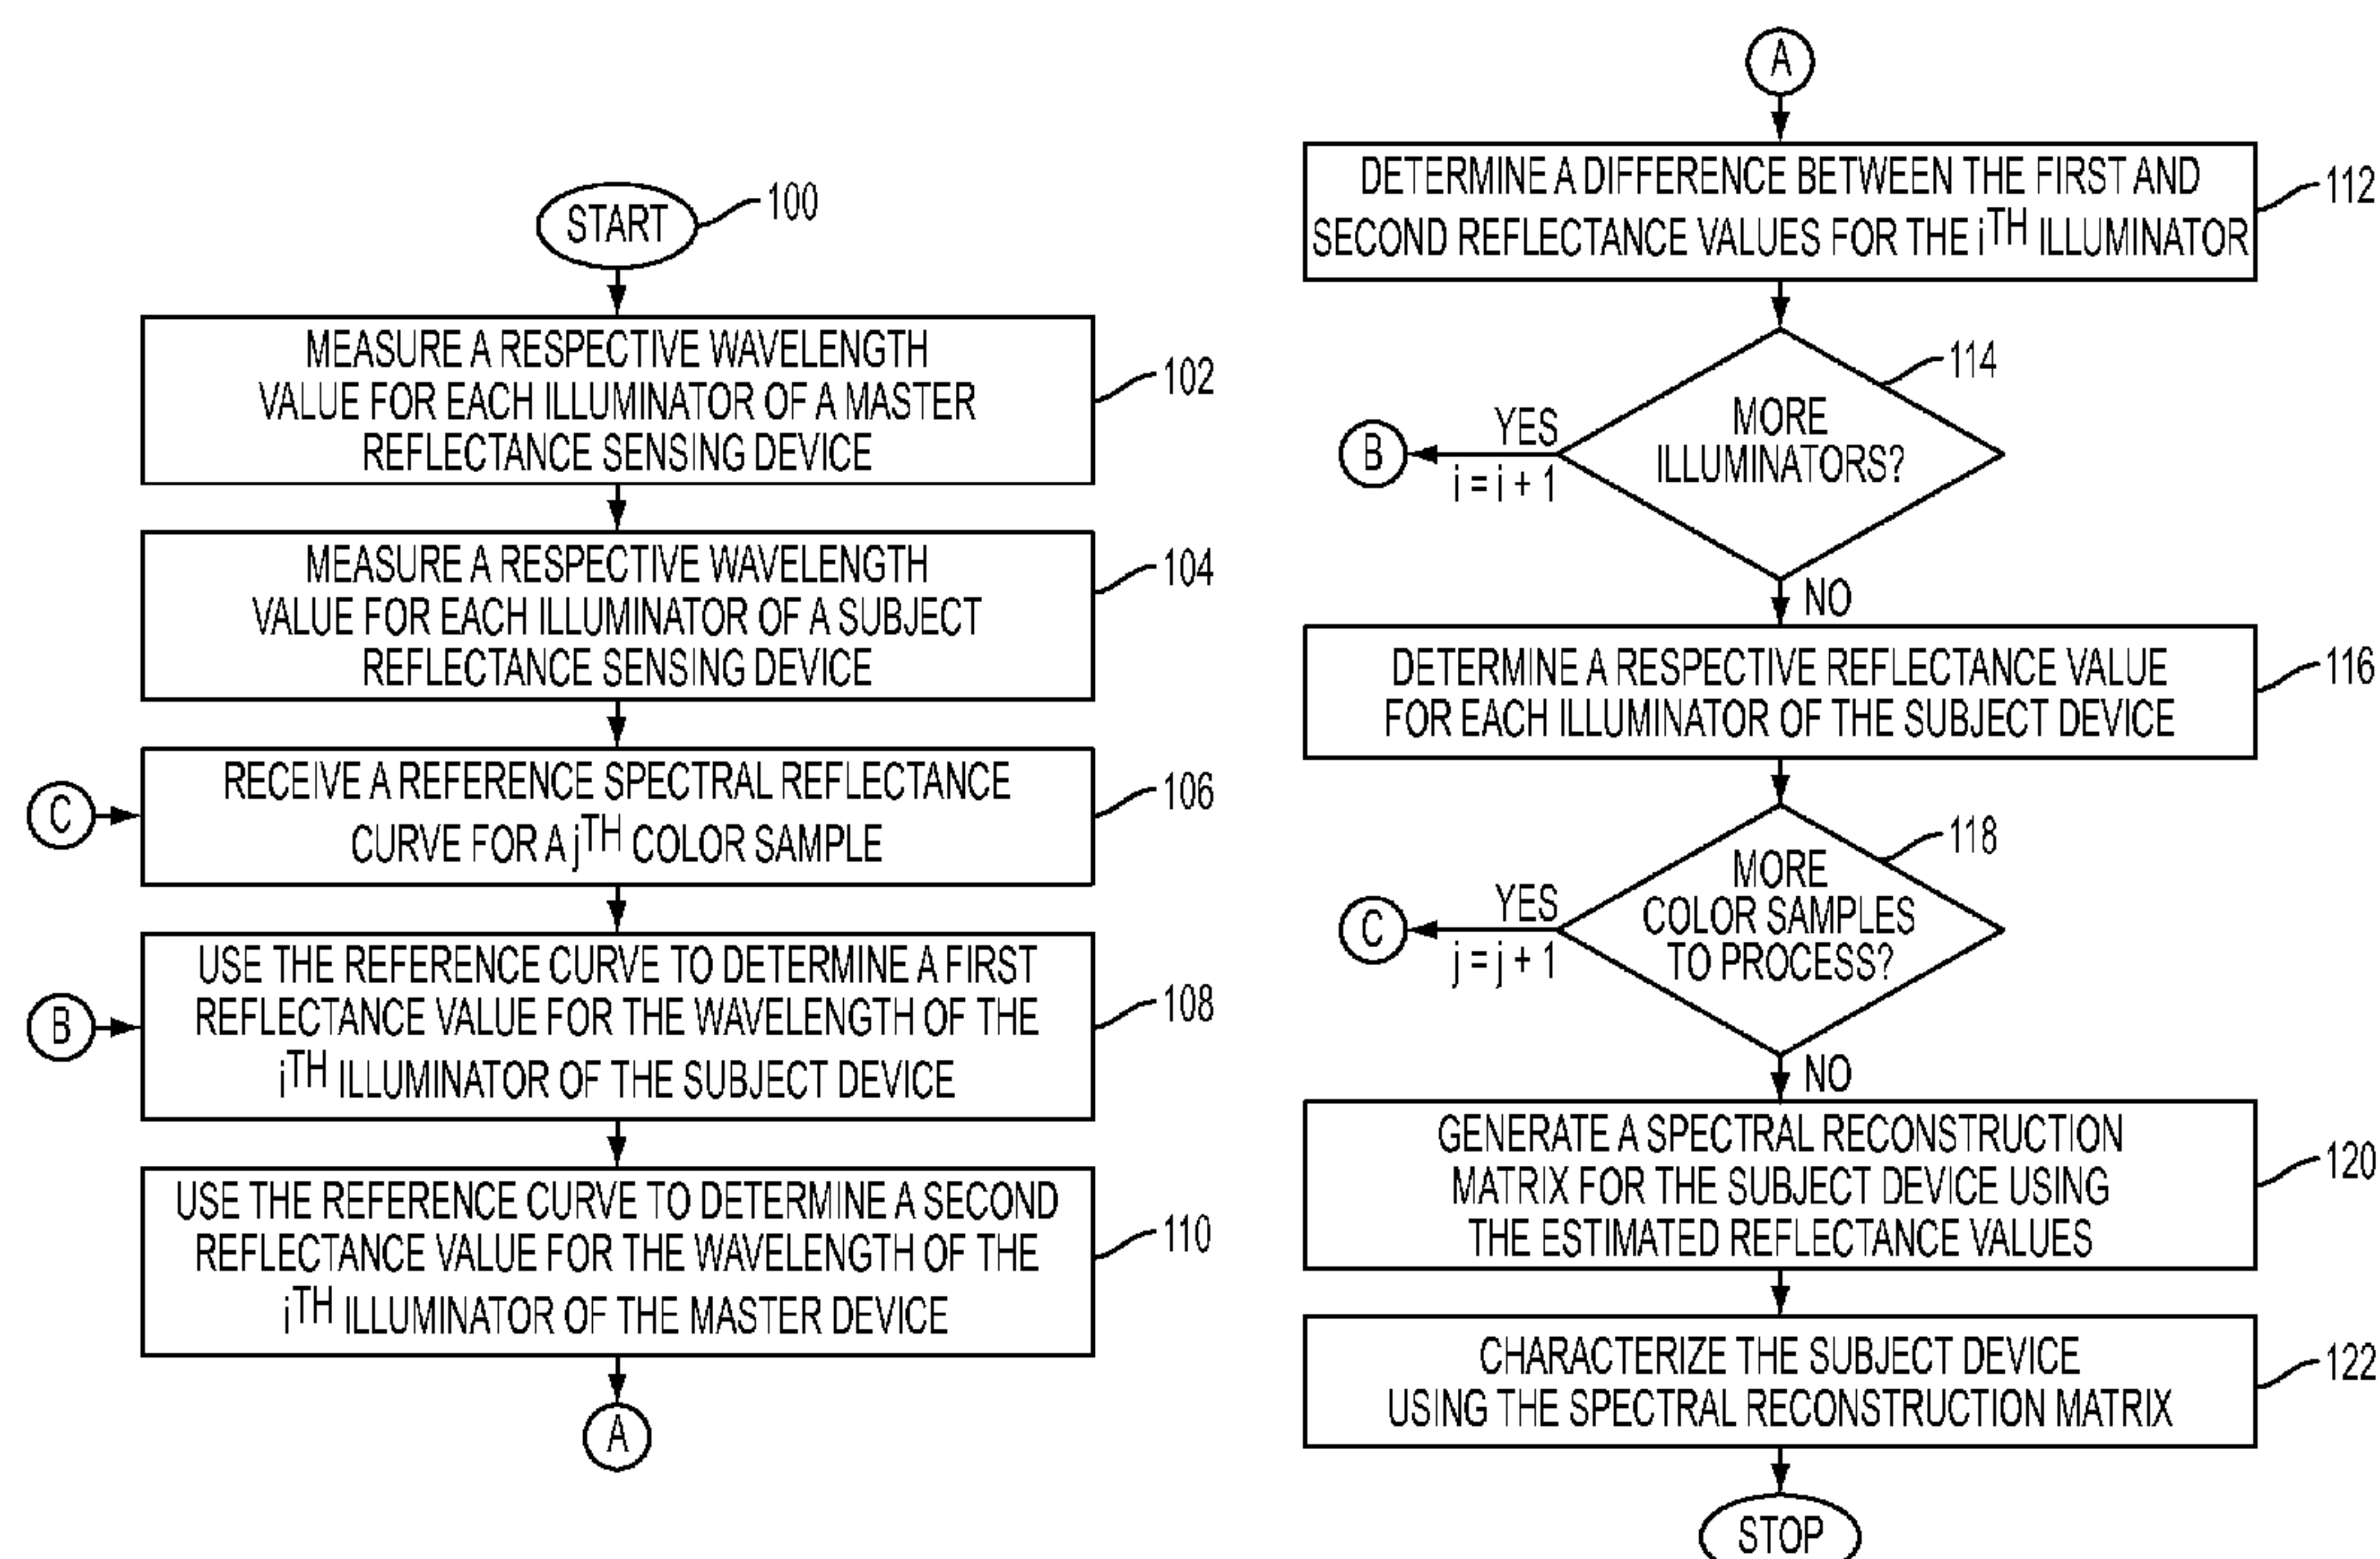 START
100
MEASURE A RESPECTIVE WAVELENGTH
VALUE FOR EACH ILLUMINATOR OF A MASTER
REFLECTANCE SENSING DEVICE
102
MEASURE A RESPECTIVE WAVELENGTH
VALUE FOR EACH ILLUMINATOR OF A SUBJECT
REFLECTANCE SENSING DEVICE
104
C
RECEIVE A REFERENCE SPECTRAL REFLECTANCE
CURVE FOR A jTH COLOR SAMPLE
106
B
USE THE REFERENCE CURVE TO DETERMINE A FIRST
REFLECTANCE VALUE FOR THE WAVELENGTH OF THE
iTH ILLUMINATOR OF THE SUBJECT DEVICE
108
USE THE REFERENCE CURVE TO DETERMINE A SECOND
REFLECTANCE VALUE FOR THE WAVELENGTH OF THE
iTH ILLUMINATOR OF THE MASTER DEVICE
110
A
A
DETERMINE A DIFFERENCE BETWEEN THE FIRST AND
SECOND REFLECTANCE VALUES FOR THE iTH ILLUMINATOR
112
MORE
ILLUMINATORS?
114
YES
i = i + 1
B
NO
DETERMINE A RESPECTIVE REFLECTANCE VALUE
FOR EACH ILLUMINATOR OF THE SUBJECT DEVICE
116
MORE
COLOR SAMPLES
TO PROCESS?
118
YES
j = j + 1
C
NO
GENERATE A SPECTRAL RECONSTRUCTION
MATRIX FOR THE SUBJECT DEVICE USING
THE ESTIMATED REFLECTANCE VALUES
120
CHARACTERIZE THE SUBJECT DEVICE
USING THE SPECTRAL RECONSTRUCTION MATRIX
122
STOP